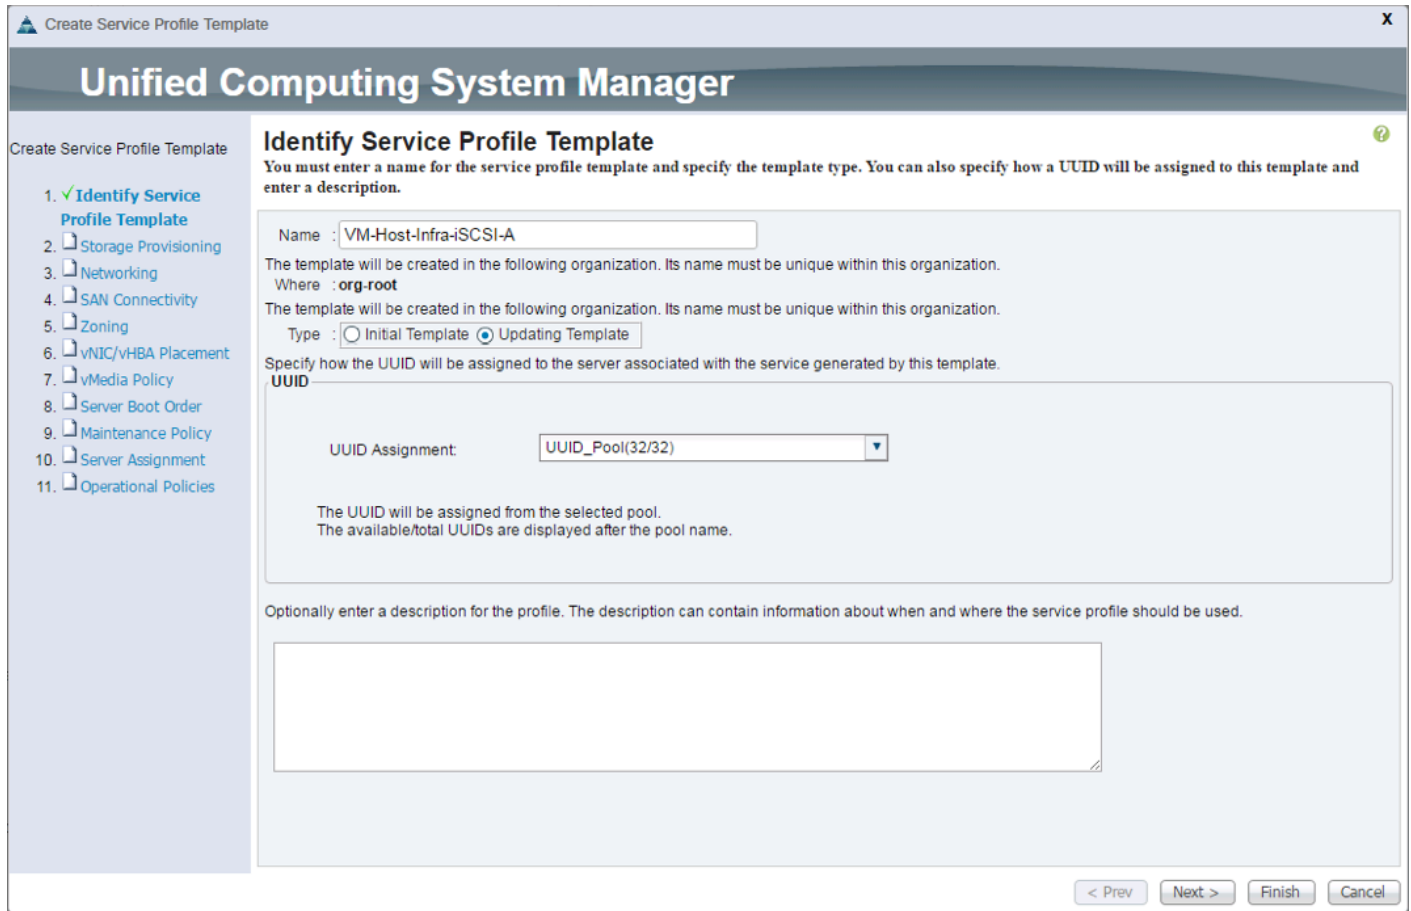 Create Service Profile Template
X
Unified Computing System Manager
Create Service Profile Template
1. Identify Service
Profile Template
2. Storage Provisioning
3. Networking
4. SAN Connectivity
5. Zoning
6. vNIC/vHBA Placement
7. vMedia Policy
8. Server Boot Order
9. Maintenance Policy
10. Server Assignment
11. Operational Policies
Identify Service Profile Template
?
You must enter a name for the service profile template and specify the template type. You can also specify how a UUID will be assigned to this template and
enter a description.
Name : VM-Host-Infra-iSCSI-A
The template will be created in the following organization. Its name must be unique within this organization.
Where : org-root
The template will be created in the following organization. Its name must be unique within this organization.
Type : Initial Template Updating Template
Specify how the UUID will be assigned to the server associated with the service generated by this template.
UUID
UUID Assignment: UUID_Pool(32/32)
The UUID will be assigned from the selected pool.
The available/total UUIDs are displayed after the pool name.
Optionally enter a description for the profile. The description can contain information about when and where the service profile should be used.
< Prev Next > Finish Cancel